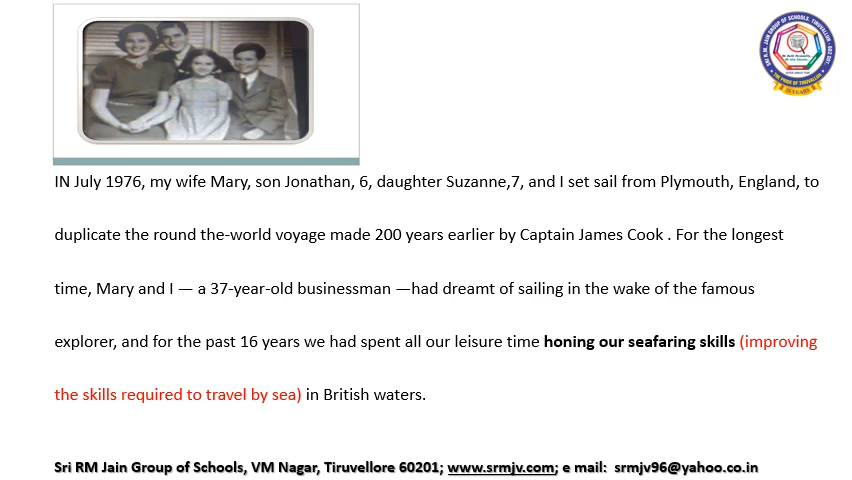 IN July 1976, my wife Mary, son Jonathan, 6, daughter Suzanne,7, and I set sail from Plymouth, England, to
duplicate the round the-world voyage made 200 years earlier by Captain James Cook . For the longest
time, Mary and I — a 37-year-old businessman —had dreamt of sailing in the wake of the famous
explorer, and for the past 16 years we had spent all our leisure time honing our seafaring skills (improving
the skills required to travel by sea) in British waters.
Sri RM Jain Group of Schools, VM Nagar, Tiruvellore 60201; www.srmjv.com; e mail: srmjv96@yahoo.co.in